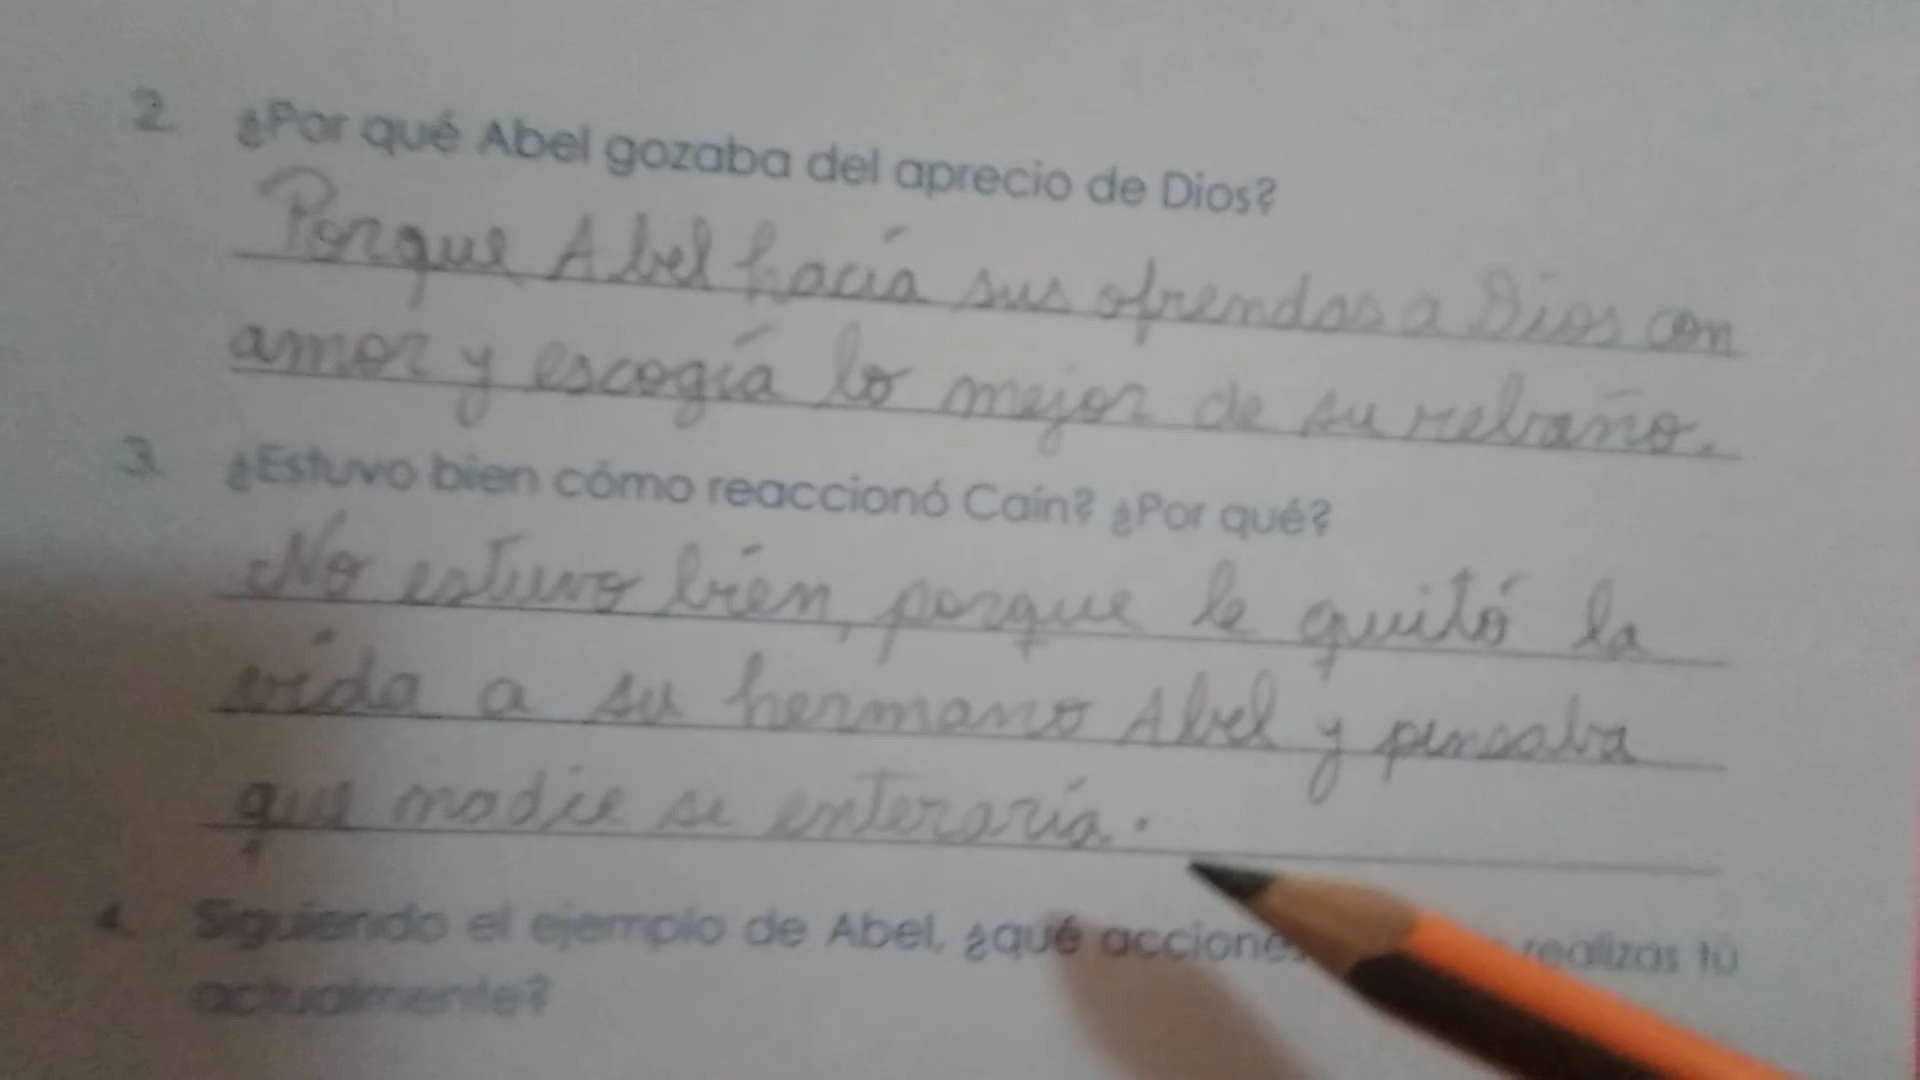 2. ¿Por qué Abel gozaba del aprecio de Dios?
Porque Abel hacía sus ofrendas a Dios con
amor y escogía lo mejor de su rebaño.
3. ¿Estuvo bien cómo reaccionó Caín? ¿Por qué?
No estuvo bien, porque le quitó la
vida a su hermano Abel y pensaba
que nadie se enteraría.
4. Siguiendo el ejemplo de Abel, ¿qué realizas tú
actualmente?